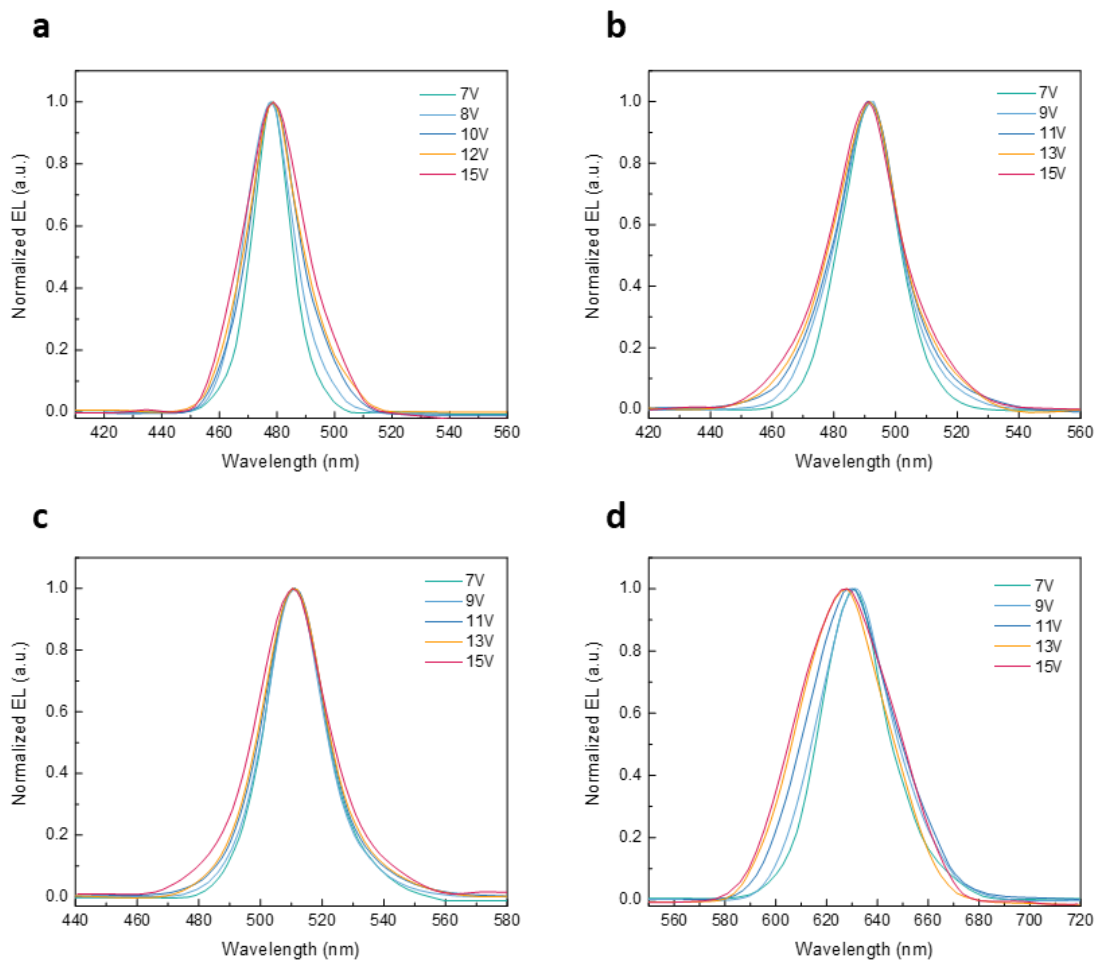 a
Normalized EL (a.u.)
1.0
0.8
0.6
0.4
0.2
0.0
7V
8V
10V
12V
15V
420 440 460 480 500 520 540 560
Wavelength (nm)
b
Normalized EL (a.u.)
1.0
0.8
0.6
0.4
0.2
0.0
7V
9V
11V
13V
15V
420 440 460 480 500 520 540 560
Wavelength (nm)
c
Normalized EL (a.u.)
1.0
0.8
0.6
0.4
0.2
0.0
7V
9V
11V
13V
15V
440 460 480 500 520 540 560 580
Wavelength (nm)
d
Normalized EL (a.u.)
1.0
0.8
0.6
0.4
0.2
0.0
7V
9V
11V
13V
15V
560 580 600 620 640 660 680 700 720
Wavelength (nm)